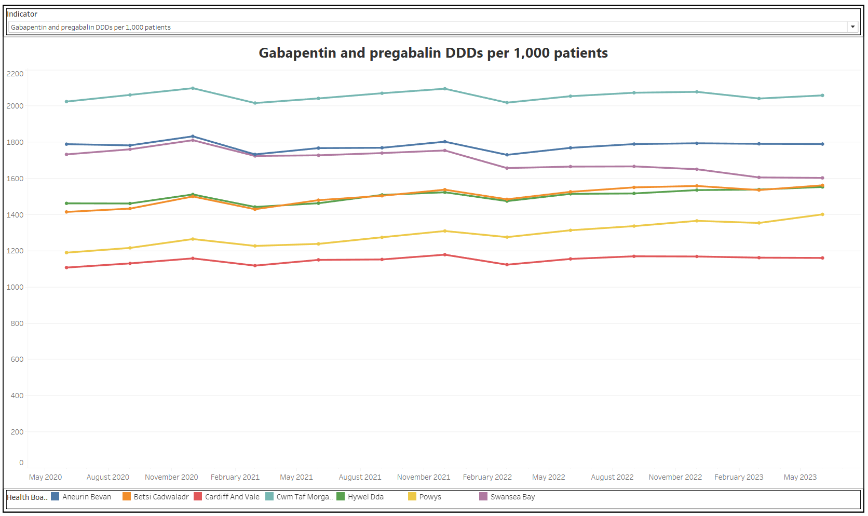 Indicator
Gabapentin and pregabalin DDDs per 1,000 patients
Gabapentin and pregabalin DDDs per 1,000 patients
2200
2000
1800
1600
1400
1200
1000
800
600
400
200
0
May 2020 August 2020 November 2020 February 2021 May 2021 August 2021 November 2021 February 2022 May 2022 August 2022 November 2022 February 2023 May 2023
Health Boa.. Aneurin Bevan Betsi Cadwaladr Cardiff And Vale Cwm Taf Morga.. Hywel Dda Powys Swansea Bay